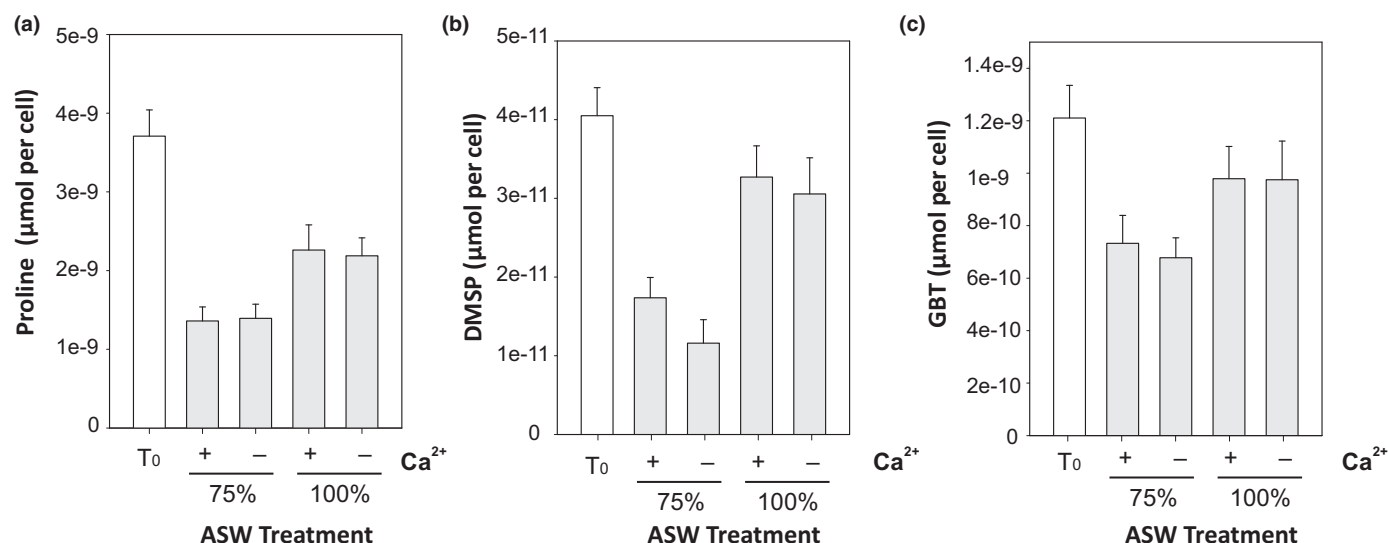 (a)
Proline (µmol per cell)
5e-9
4e-9
3e-9
2e-9
1e-9
0
T0 + – + – Ca2+
75% 100%
ASW Treatment
(b)
DMSP (µmol per cell)
5e-11
4e-11
3e-11
2e-11
1e-11
0
T0 + – + – Ca2+
75% 100%
ASW Treatment
(c)
GBT (µmol per cell)
1.4e-9
1.2e-9
1e-9
8e-10
6e-10
4e-10
2e-10
0
T0 + – + – Ca2+
75% 100%
ASW Treatment